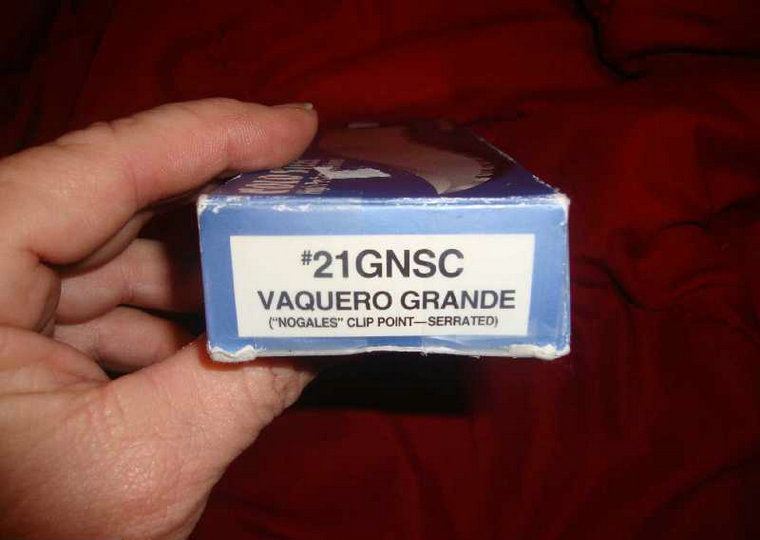 #21GNSC
VAQUERO GRANDE
("NOGALES" CLIP POINT—SERRATED)